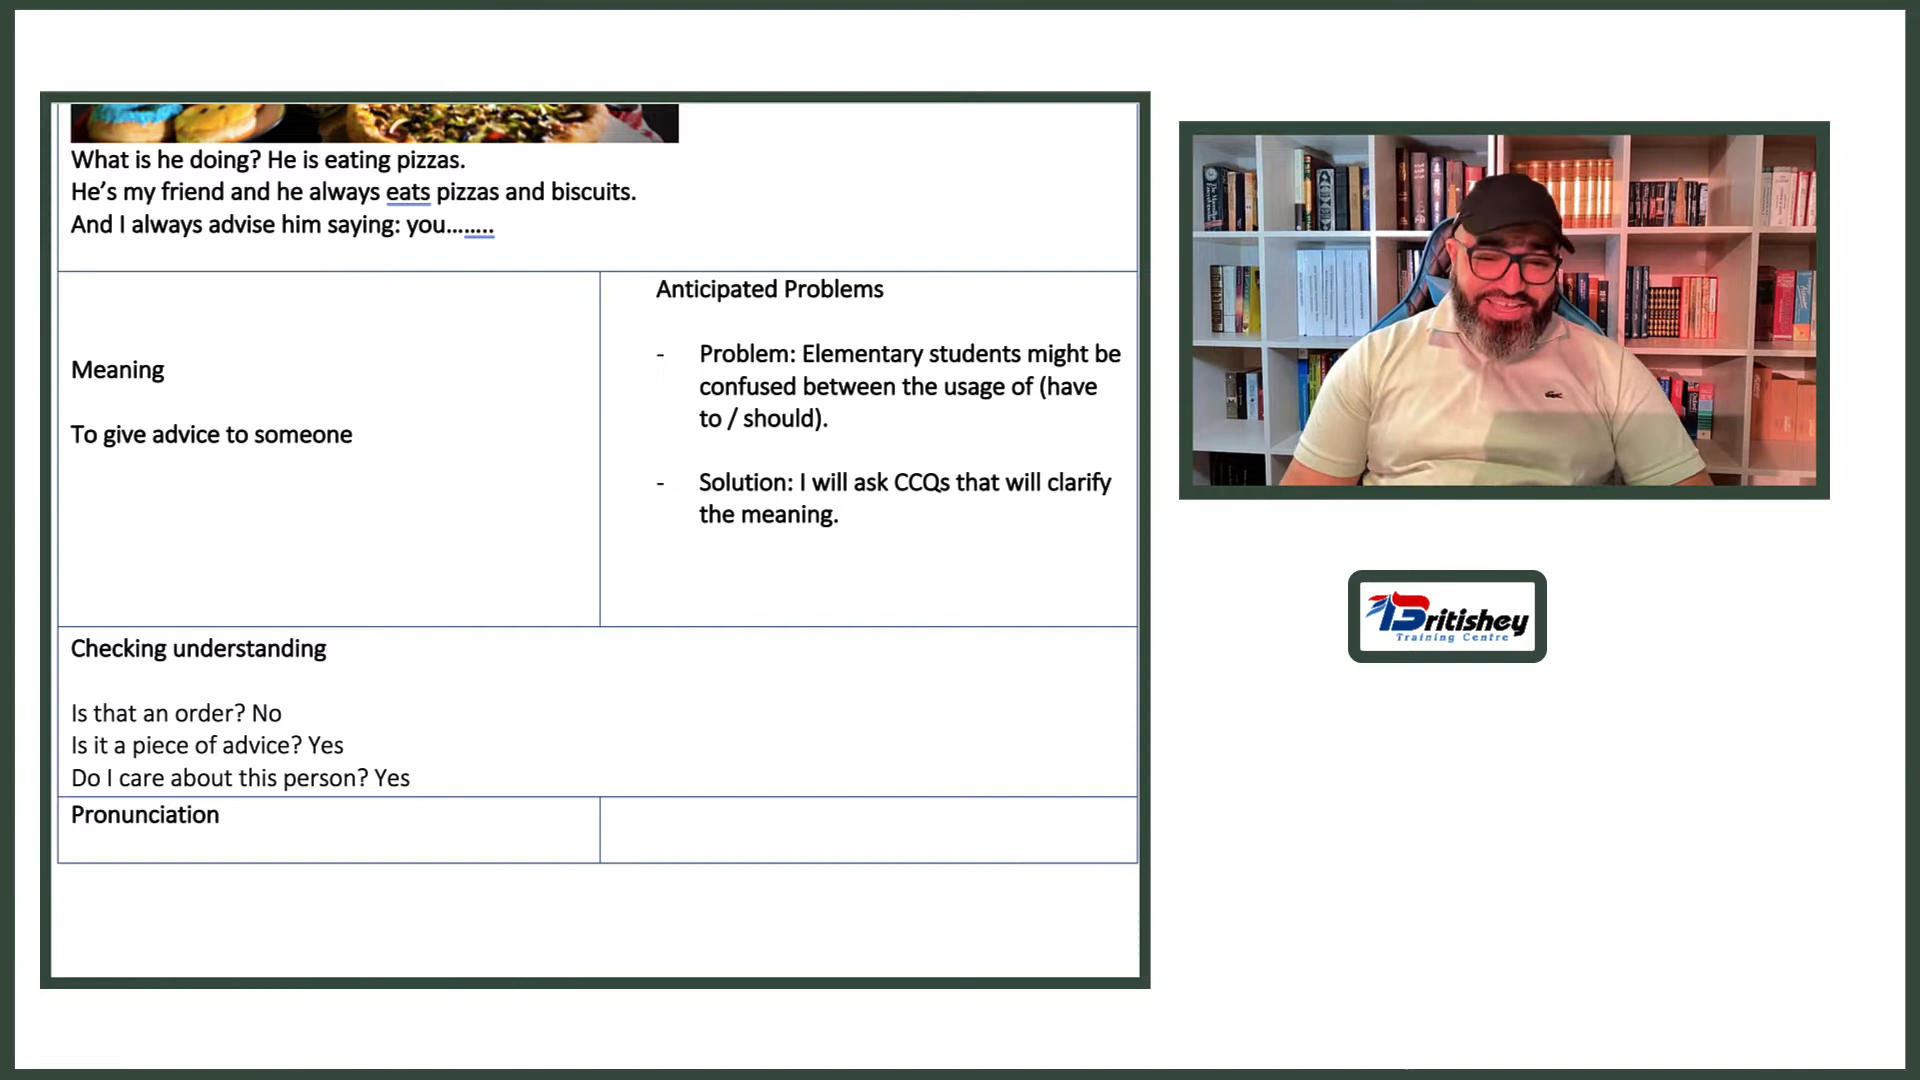 What is he doing? He is eating pizzas.
He’s my friend and he always eats pizzas and biscuits.
And I always advise him saying: you……..
Meaning
To give advice to someone
Anticipated Problems
- Problem: Elementary students might be
confused between the usage of (have
to / should).
- Solution: I will ask CCQs that will clarify
the meaning.
Checking understanding
Is that an order? No
Is it a piece of advice? Yes
Do I care about this person? Yes
Pronunciation
Britishey
Training Centre